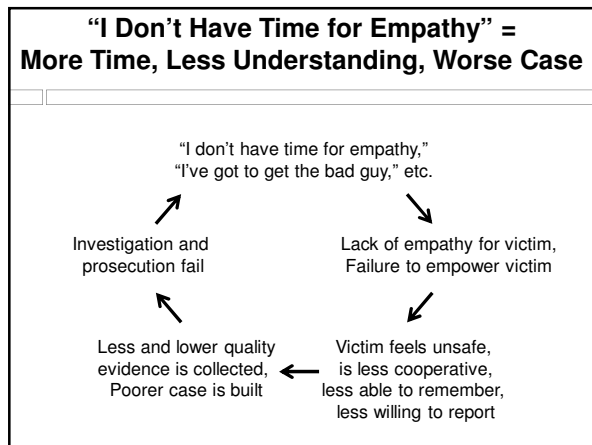 “I Don’t Have Time for Empathy” =
More Time, Less Understanding, Worse Case
“I don’t have time for empathy,”
“I’ve got to get the bad guy,” etc.
Lack of empathy for victim,
Failure to empower victim
Victim feels unsafe,
is less cooperative,
less able to remember,
less willing to report
Less and lower quality
evidence is collected,
Poorer case is built
Investigation and
prosecution fail